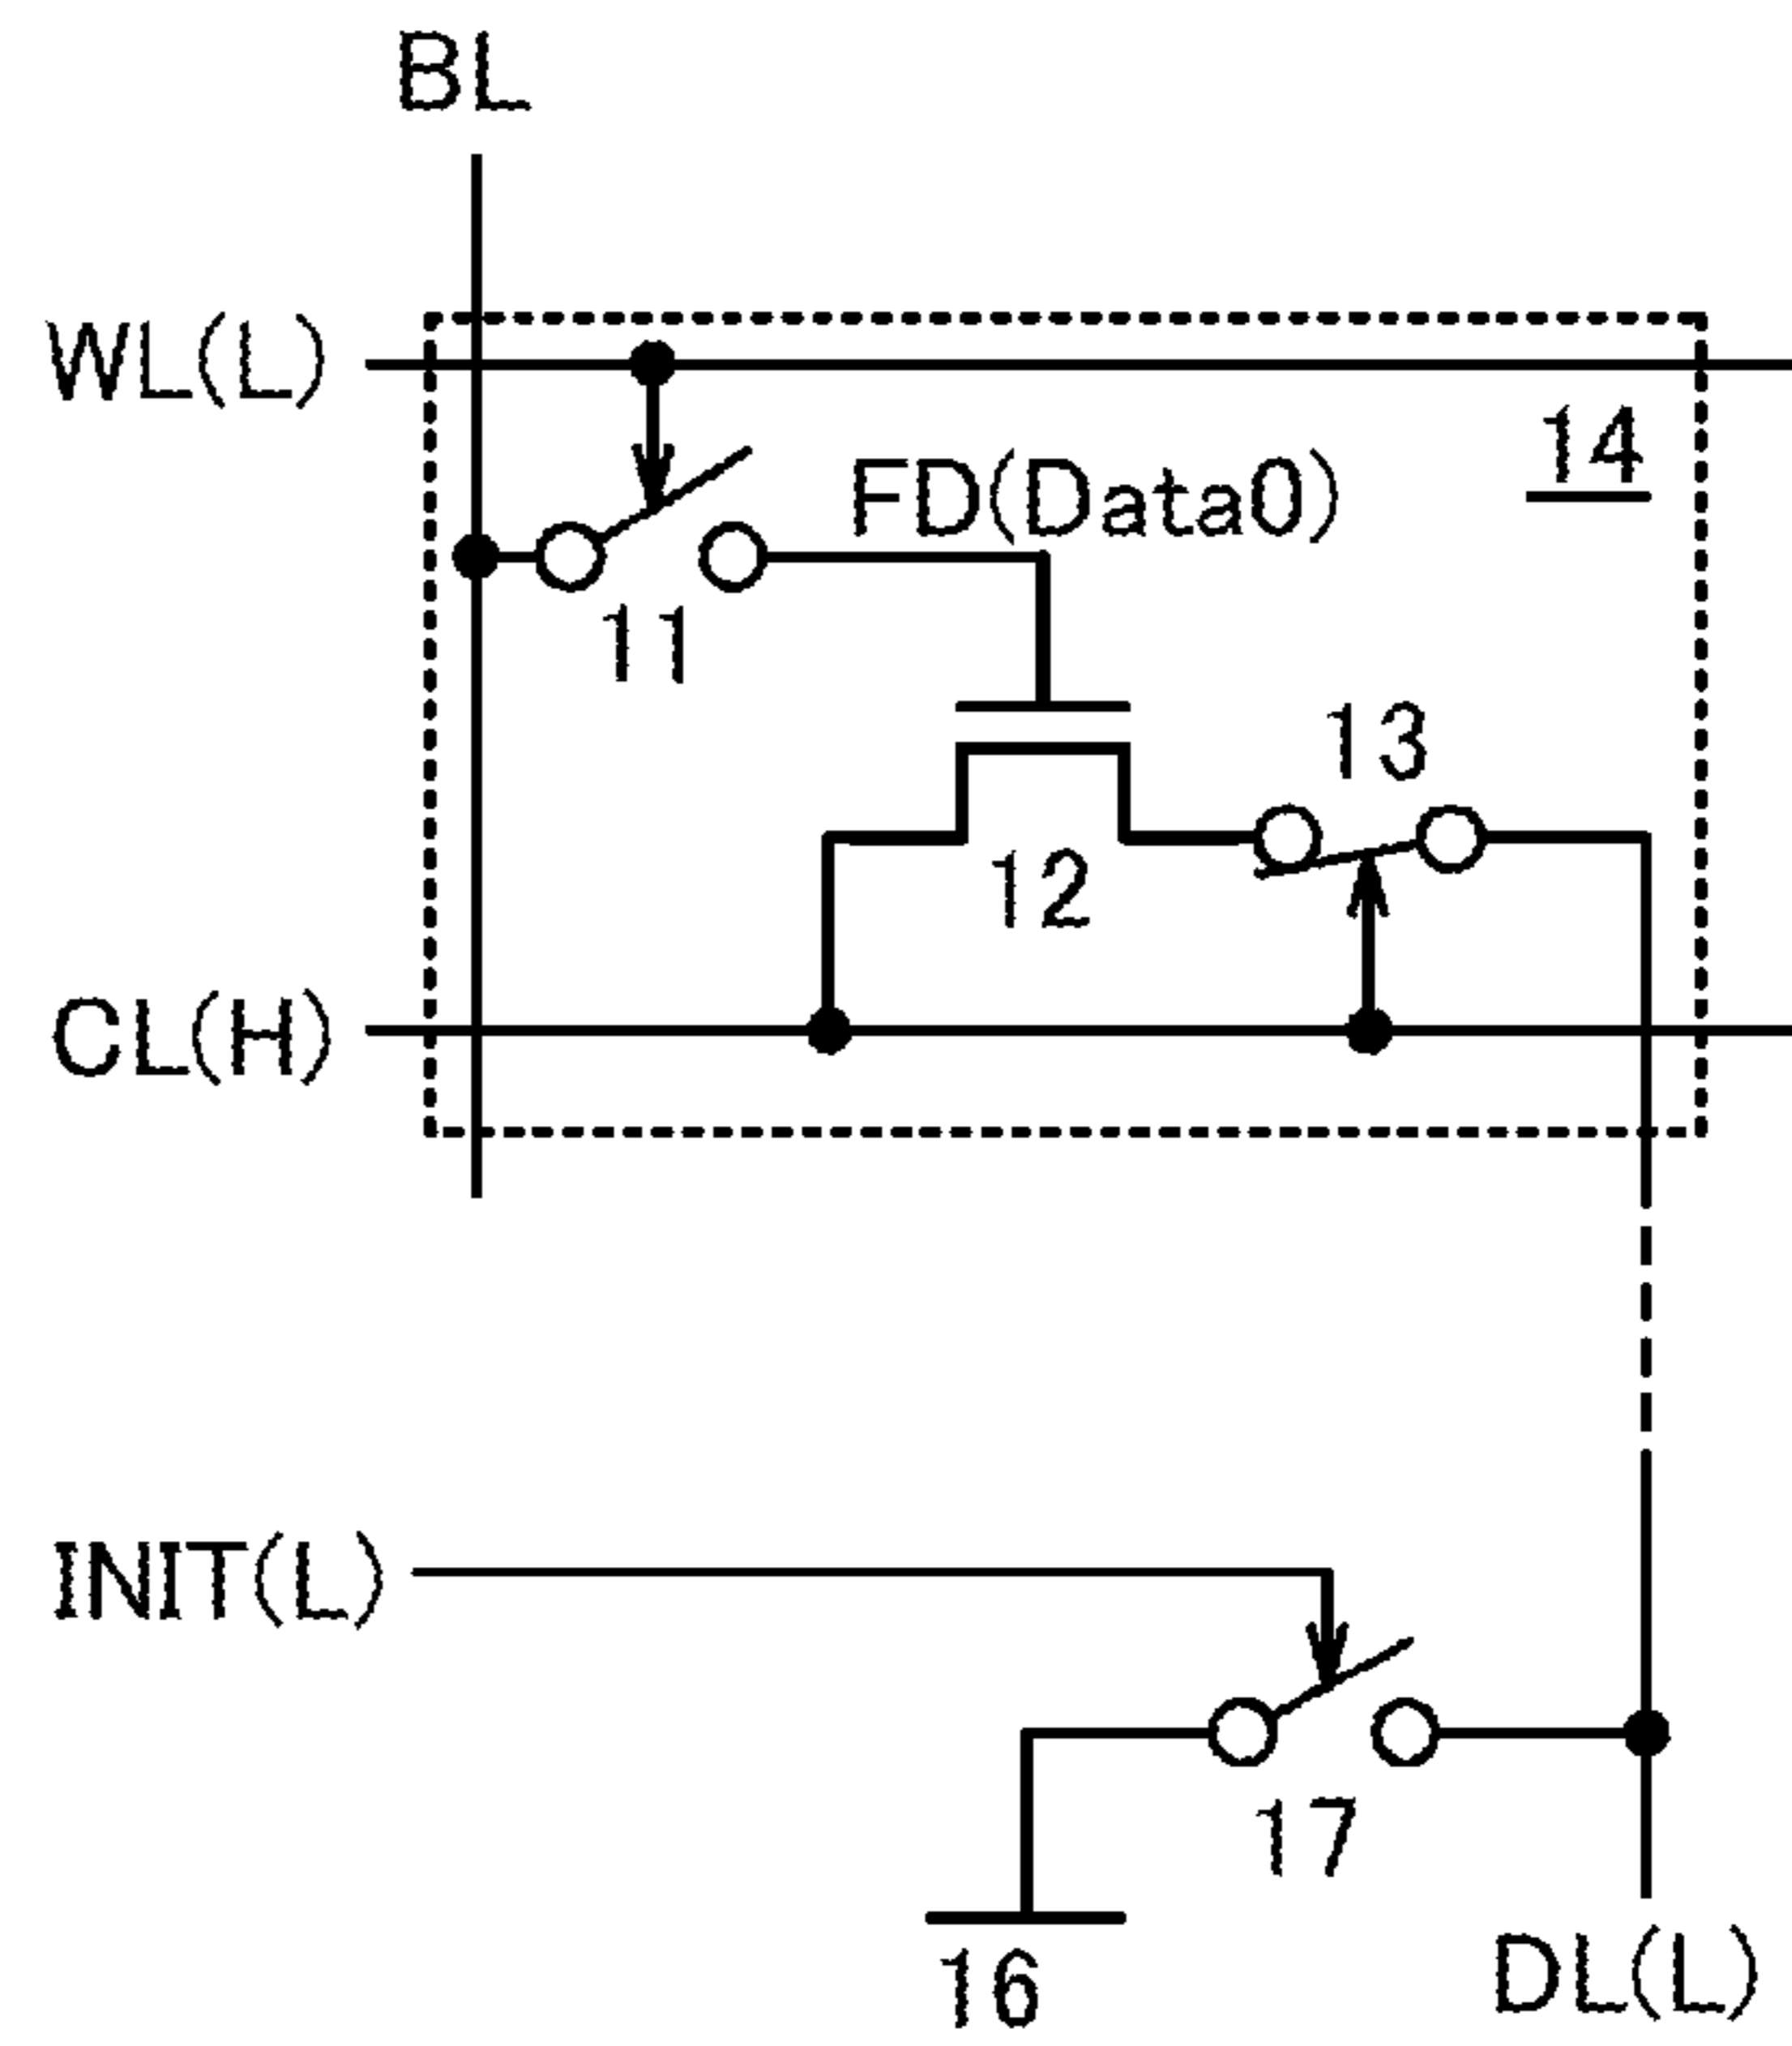 BL
WL(L)
14
FD(Data0)
11
13
12
CL(H)
INIT(L)
17
16
DL(L)